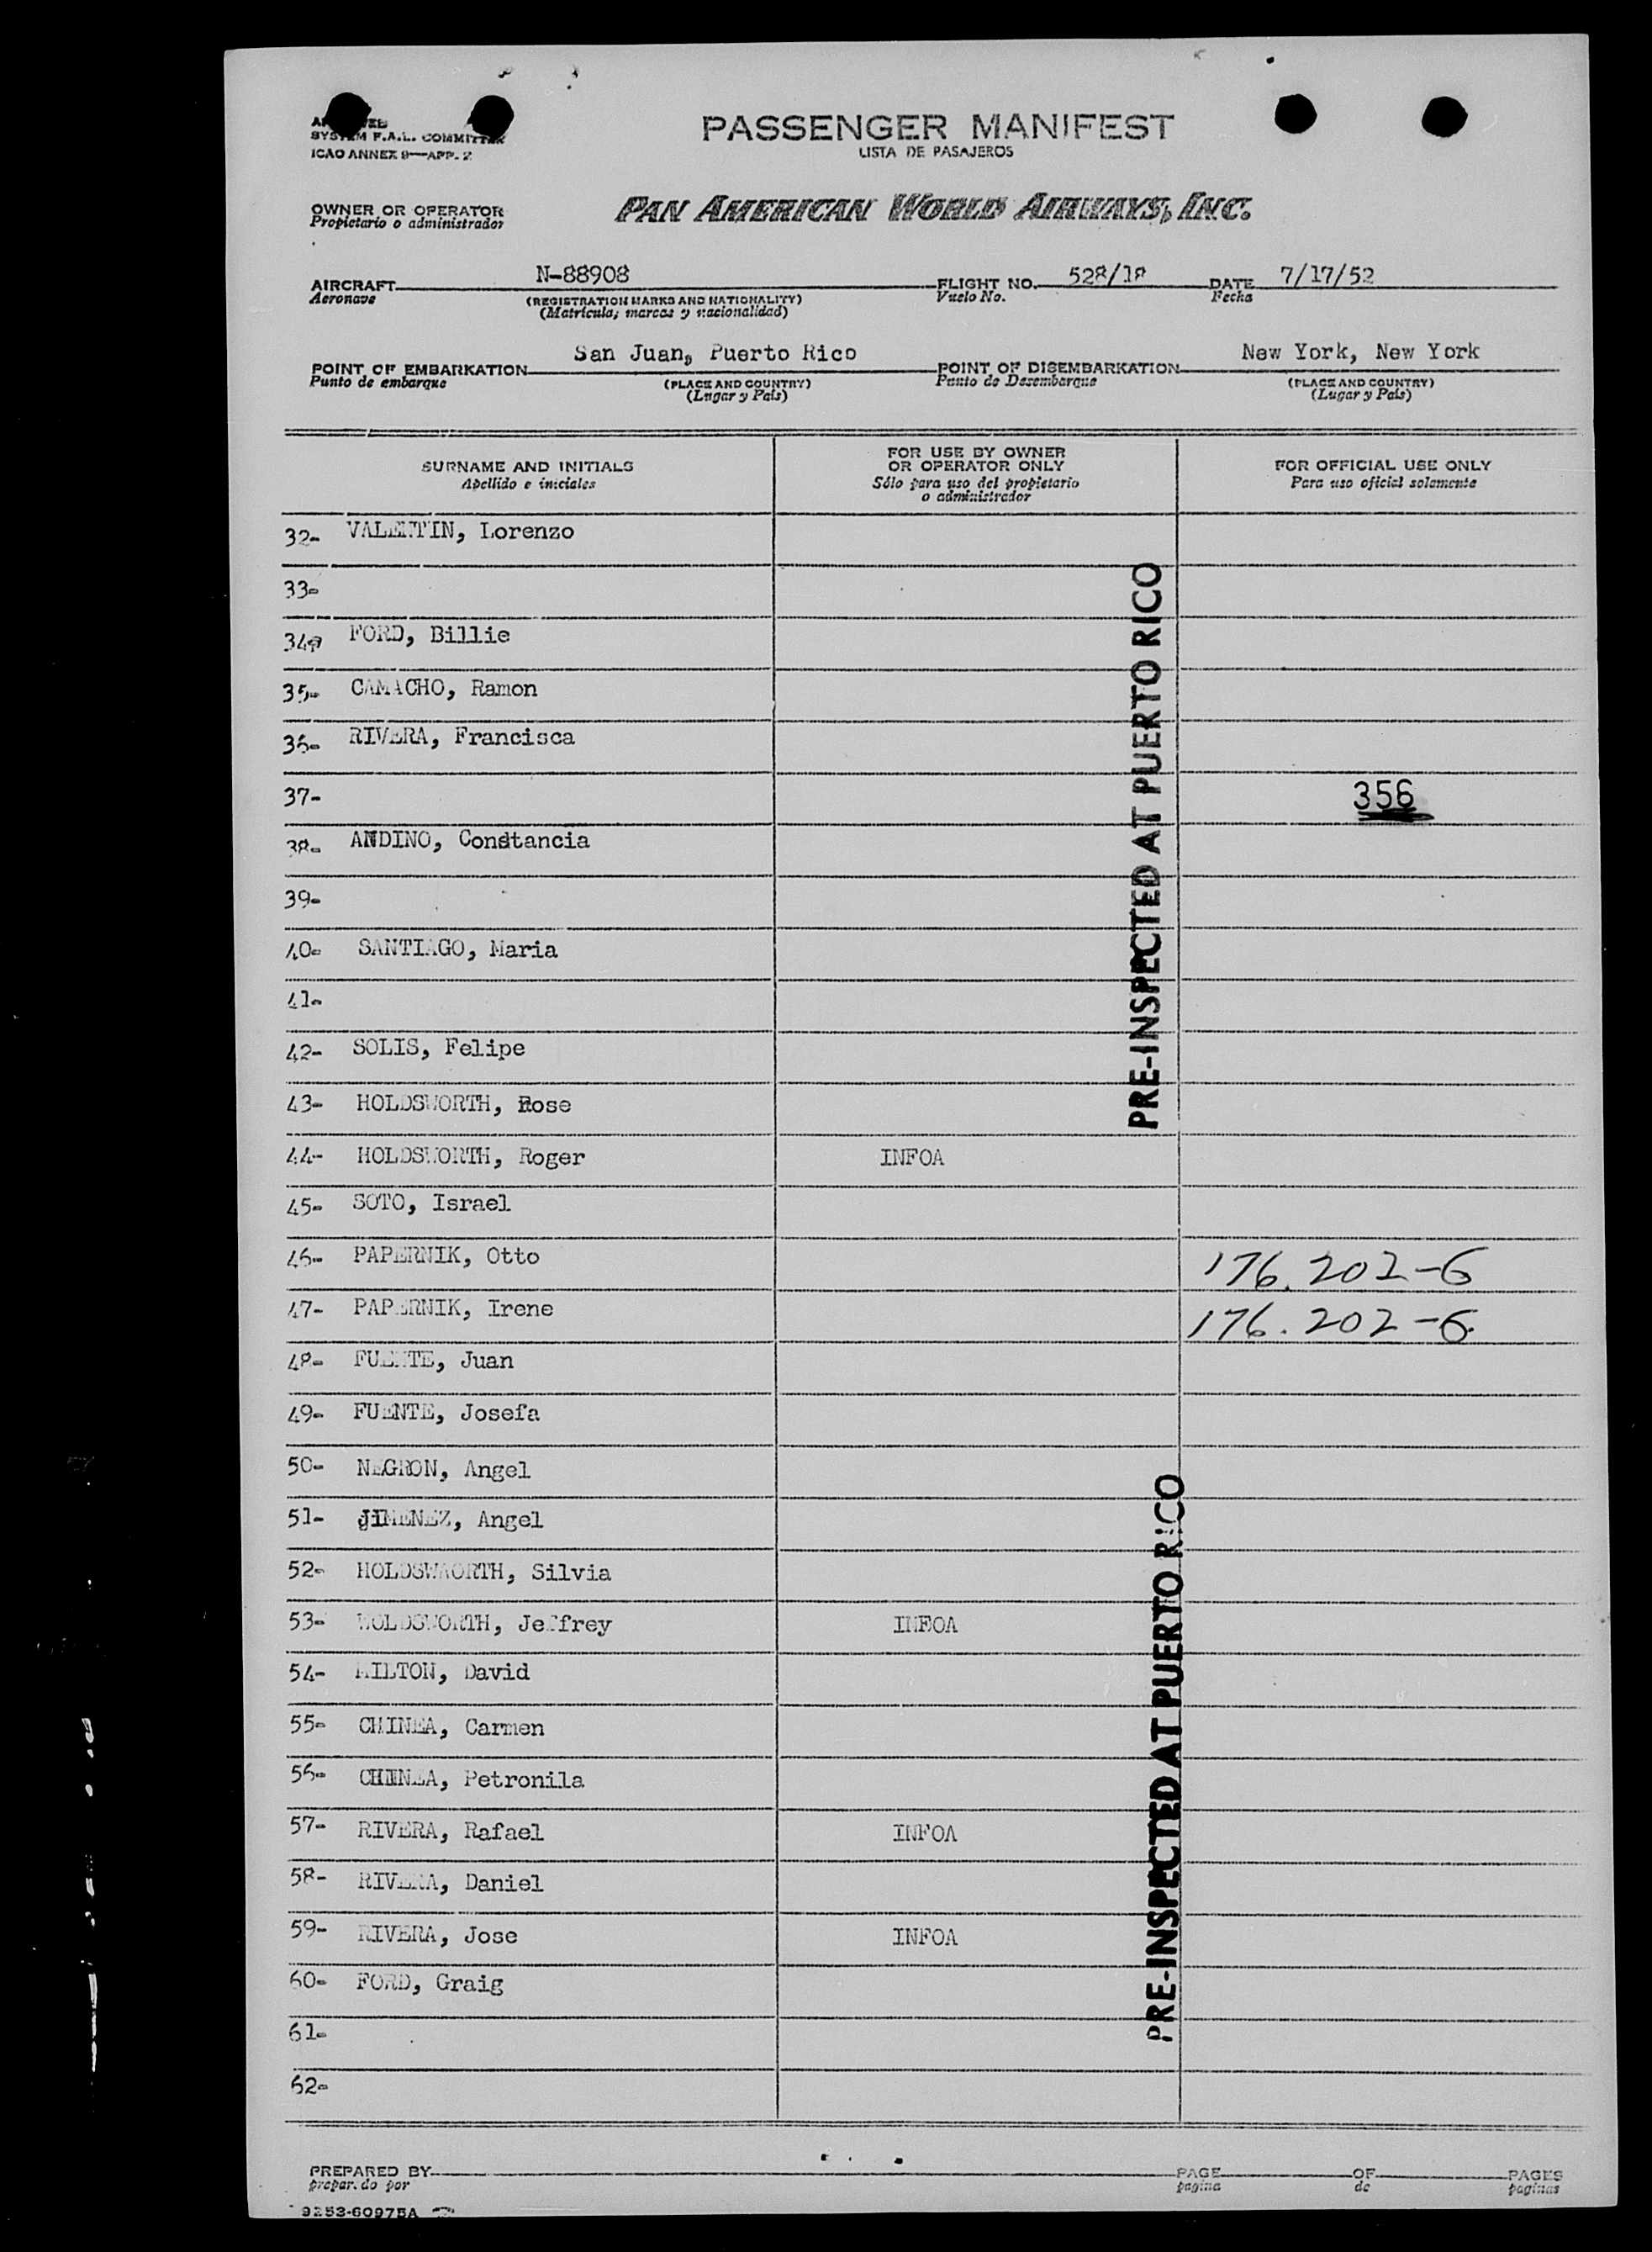 SYSTEM F.A.L. COMMITTEE
ICAO ANNEX 9—APP. 2
PASSENGER MANIFEST
LISTA DE PASAJEROS
OWNER OR OPERATOR
Propietario o administrador
PAN AMERICAN WORLD AIRWAYS, INC.
AIRCRAFT N-88908 FLIGHT NO. 528/18 DATE 7/17/52
Aeronave (REGISTRATION MARKS AND NATIONALITY) Vuelo No. Fecha
(Matricula, marcas y nacionalidad)
POINT OF EMBARKATION San Juan, Puerto Rico POINT OF DISEMBARKATION New York, New York
Punto de embarque (PLACE AND COUNTRY) Punto de Desembarque (PLACE AND COUNTRY)
(Lugar y País) (Lugar y País)
SURNAME AND INITIALS
Apellido e iniciales
FOR USE BY OWNER
OR OPERATOR ONLY
Sólo para uso del propietario
o administrador
FOR OFFICIAL USE ONLY
Para uso oficial solamente
32- VALENTIN, Lorenzo
33-
34- FORD, Billie
35- CAMACHO, Ramon
36- RIVERA, Francisca
37- 356
38- ANDINO, Constancia
39-
40- SANTIAGO, Maria
41-
42- SOLIS, Felipe
43- HOLDSWORTH, Rose
44- HOLDSWORTH, Roger INFOA
45- SOTO, Israel
46- PAPERNIK, Otto 176.202-6
47- PAPERNIK, Irene 176.202-6
48- FUENTE, Juan
49- FUENTE, Josefa
50- NEGRON, Angel
51- JIMENEZ, Angel
52- HOLDSWAORTH, Silvia
53- HOLDSWORTH, Jeffrey INFOA
54- MILTON, David
55- CHINEA, Carmen
56- CHINEA, Petronila
57- RIVERA, Rafael INFOA
58- RIVERA, Daniel
59- RIVERA, Jose INFOA
60- FORD, Graig
61-
62-
PRE-INSPECTED AT PUERTO RICO
PRE-INSPECTED AT PUERTO RICO
PREPARED BY PAGE OF PAGES
preparado por pagina de paginas
9253-60975A